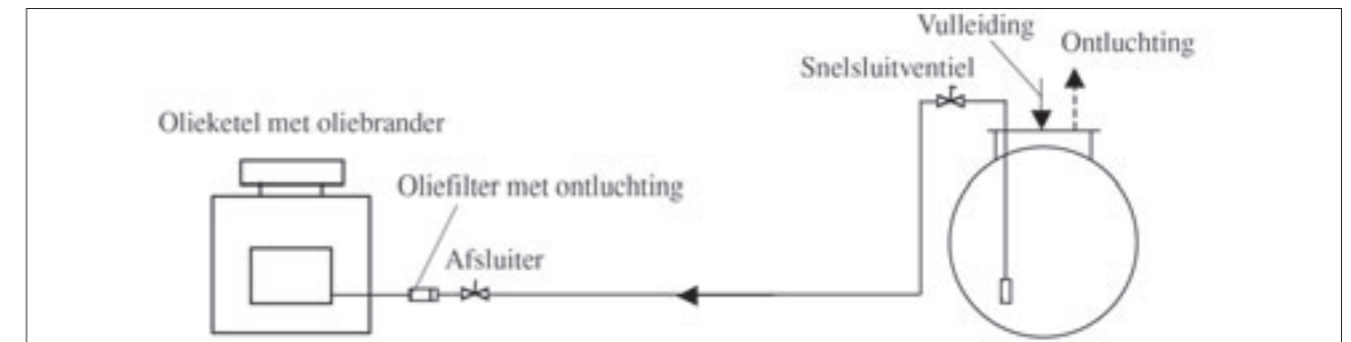 Vulleiding
Ontluchting
Snelsluitventiel
Olieketel met oliebrander
Oliefilter met ontluchting
Afsluiter